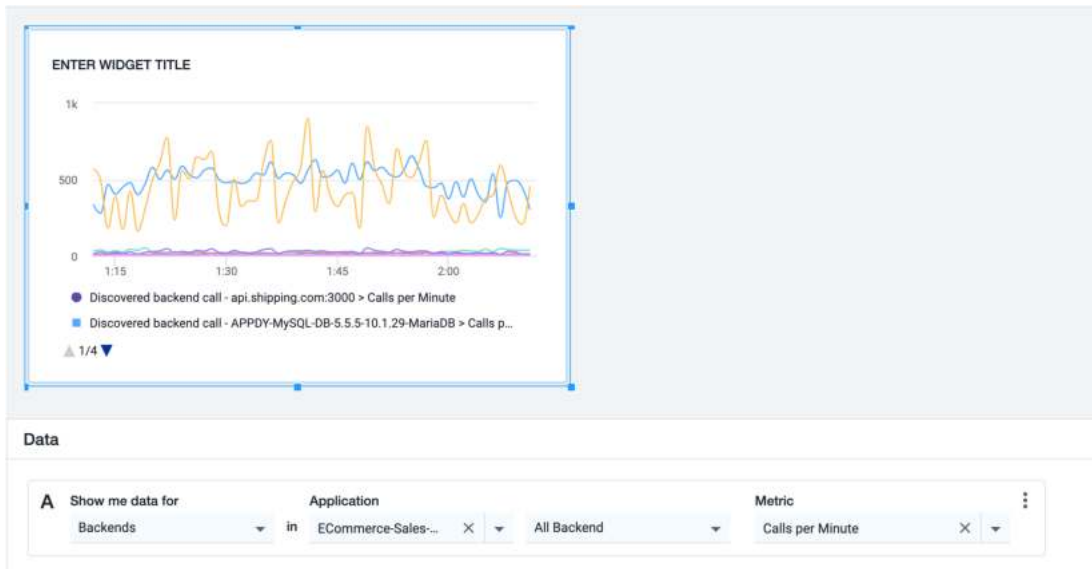 ENTER WIDGET TITLE
1k
500
0
1:15 1:30 1:45 2:00
Discovered backend call - api.shipping.com:3000 > Calls per Minute
Discovered backend call - APPDY-MySQL-DB-5.5.5-10.1.29-MariaDB > Calls p...
1/4
Data
A Show me data for Application Metric
Backends in ECommerce-Sales-... All Backend Calls per Minute